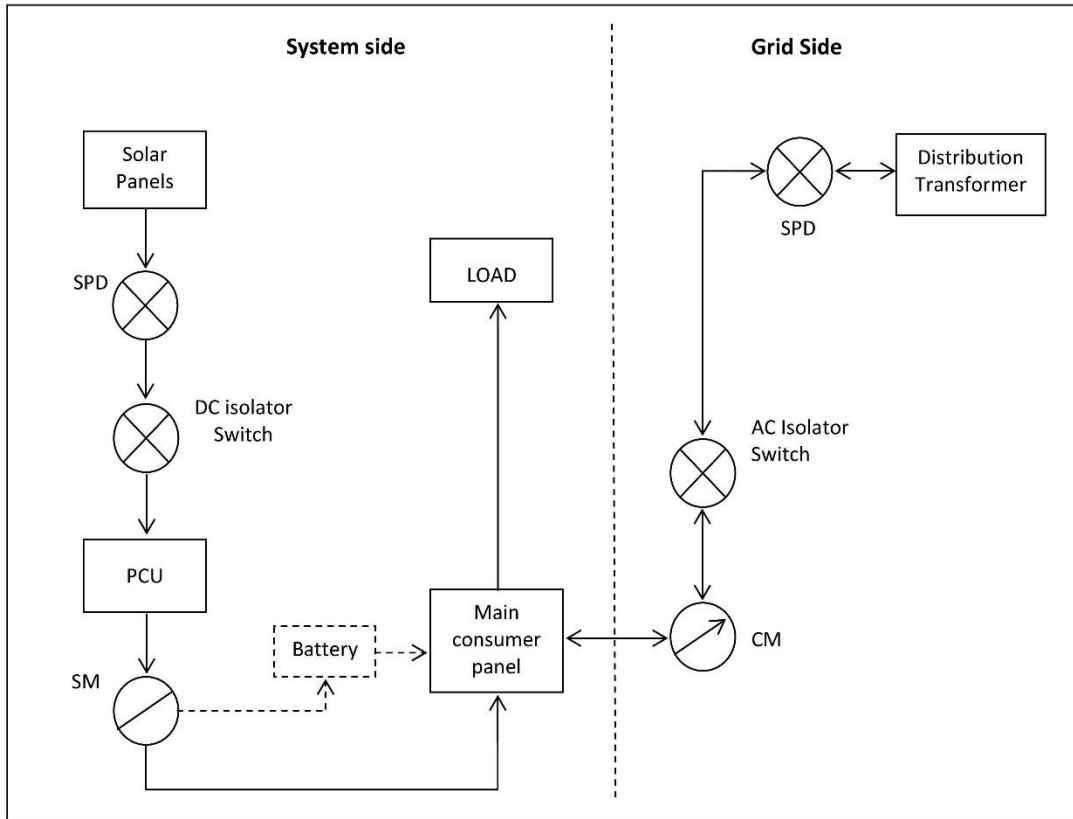 System side
Grid Side
Solar
Panels
SPD
DC isolator
Switch
PCU
SM
Battery
LOAD
Main
consumer
panel
SPD
Distribution
Transformer
AC Isolator
Switch
CM